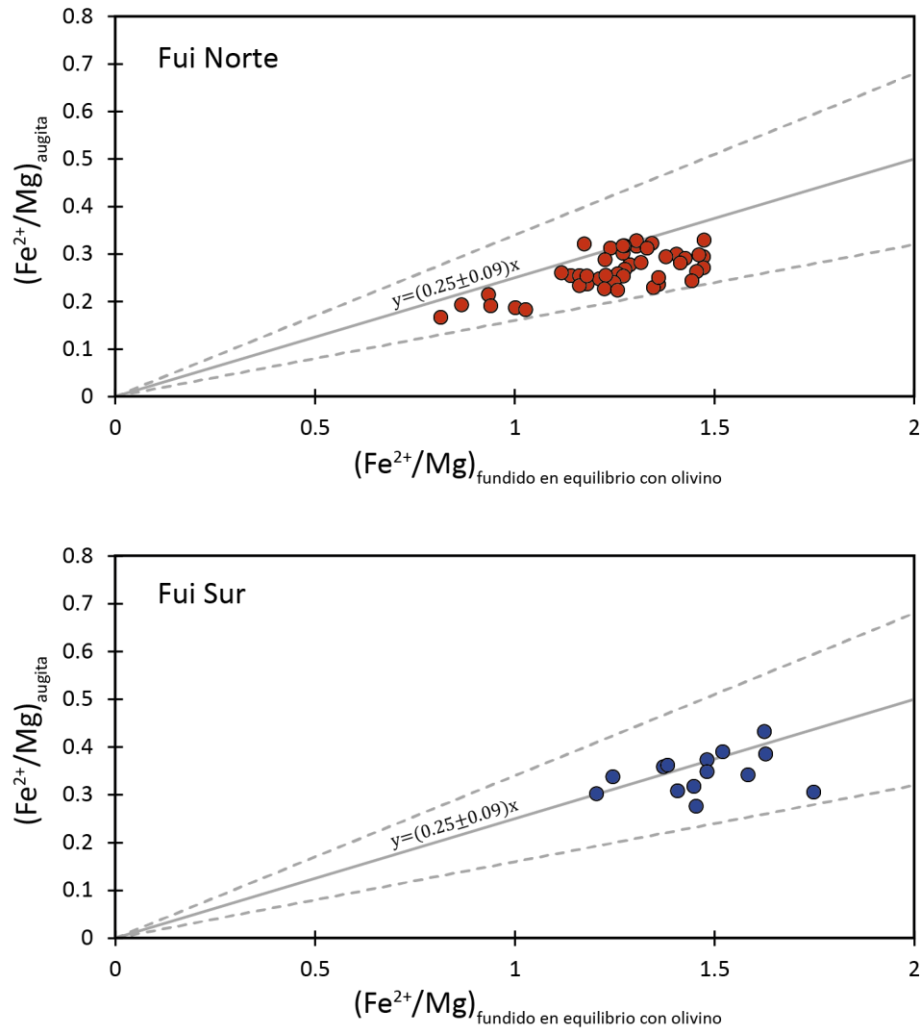 Fui Norte
0.8
0.7
0.6
0.5
0.4
0.3
0.2
0.1
0
(Fe²⁺/Mg)augita
y=(0.25±0.09)x
0 0.5 1 1.5 2
(Fe²⁺/Mg)fundido en equilibrio con olivino
Fui Sur
0.8
0.7
0.6
0.5
0.4
0.3
0.2
0.1
0
(Fe²⁺/Mg)augita
y=(0.25±0.09)x
0 0.5 1 1.5 2
(Fe²⁺/Mg)fundido en equilibrio con olivino